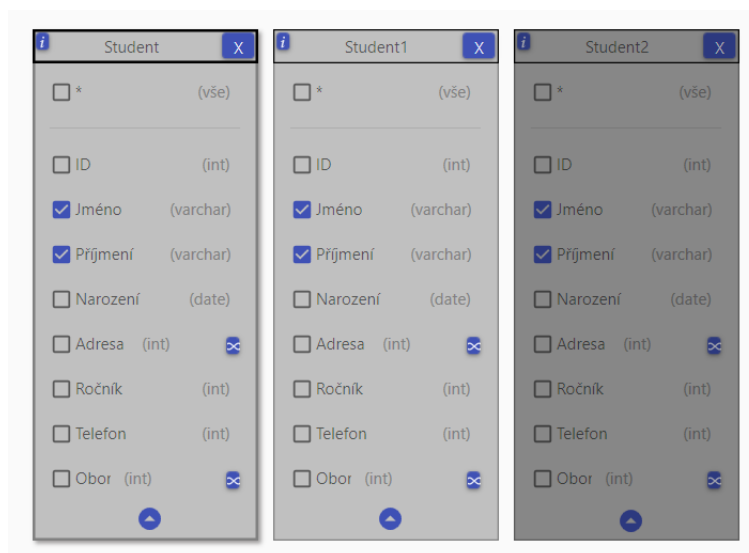 i Student X
* (vše)
ID (int)
Jméno (varchar)
Příjmení (varchar)
Narození (date)
Adresa (int)
Ročník (int)
Telefon (int)
Obor (int)
i Student1 X
* (vše)
ID (int)
Jméno (varchar)
Příjmení (varchar)
Narození (date)
Adresa (int)
Ročník (int)
Telefon (int)
Obor (int)
i Student2 X
* (vše)
ID (int)
Jméno (varchar)
Příjmení (varchar)
Narození (date)
Adresa (int)
Ročník (int)
Telefon (int)
Obor (int)